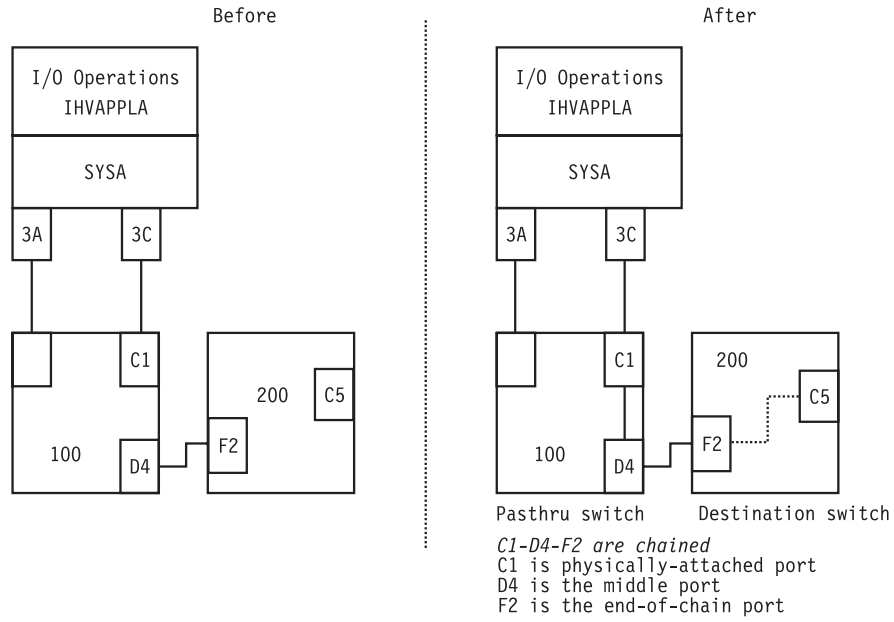 Before
I/O Operations
IHVAPPLA
SYSA
3A
3C
C1
200
C5
F2
100
D4
After
I/O Operations
IHVAPPLA
SYSA
3A
3C
C1
200
C5
F2
100
D4
Pasthru switch
Destination switch
C1-D4-F2 are chained
C1 is physically-attached port
D4 is the middle port
F2 is the end-of-chain port